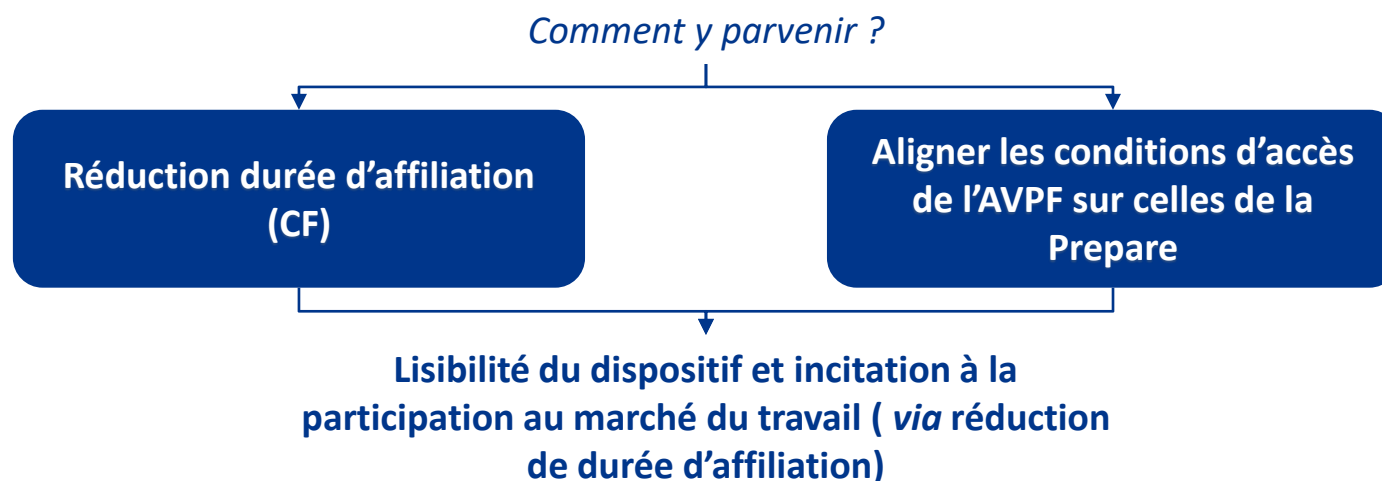 Comment y parvenir ?
Réduction durée d’affiliation
(CF)
Aligner les conditions d’accès
de l’AVPF sur celles de la
Prepare
Lisibilité du dispositif et incitation à la
participation au marché du travail ( via réduction
de durée d’affiliation)